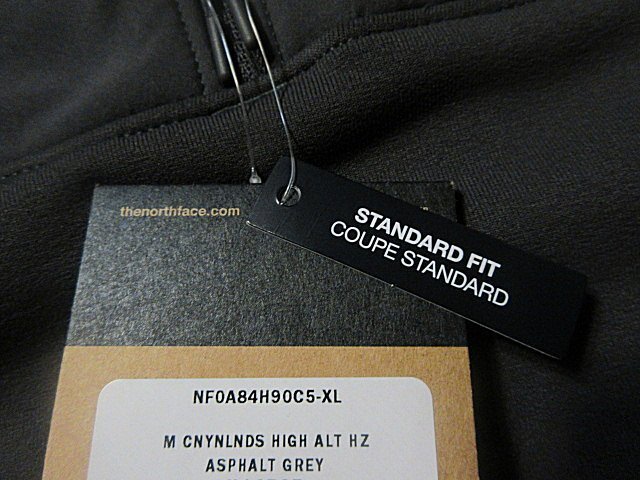 thenorthface.com
STANDARD FIT
COUPE STANDARD
NF0A84H90C5-XL
M CNYNLNDS HIGH ALT HZ
ASPHALT GREY